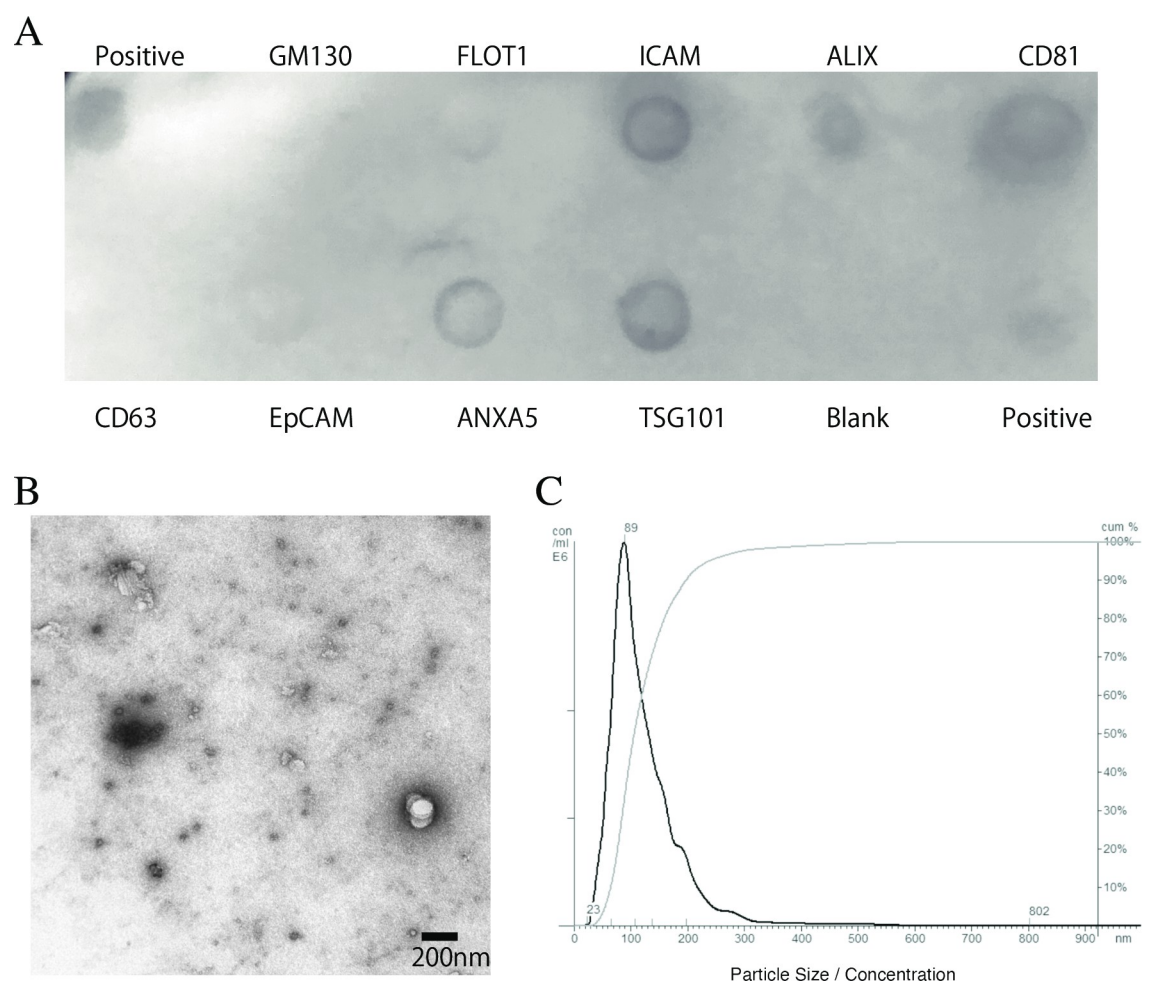 A
Positive GM130 FLOT1 ICAM ALIX CD81
CD63 EpCAM ANXA5 TSG101 Blank Positive
B
200nm
C
con
/ml
E6
89
cum %
100%
90%
80%
70%
60%
50%
40%
30%
20%
10%
23
802
0 100 200 300 400 500 600 700 800 900 nm
Particle Size / Concentration